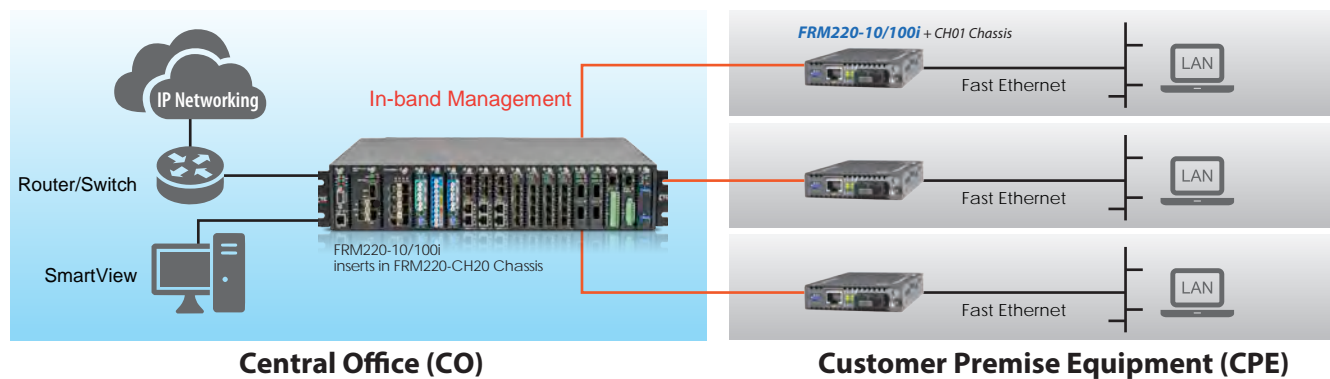 IP Networking
Router/Switch
SmartView
In-band Management
FRM220-10/100i
inserts in FRM220-CH20 Chassis
Central Office (CO)
FRM220-10/100i + CH01 Chassis
Fast Ethernet
LAN
Fast Ethernet
LAN
Fast Ethernet
LAN
Customer Premise Equipment (CPE)